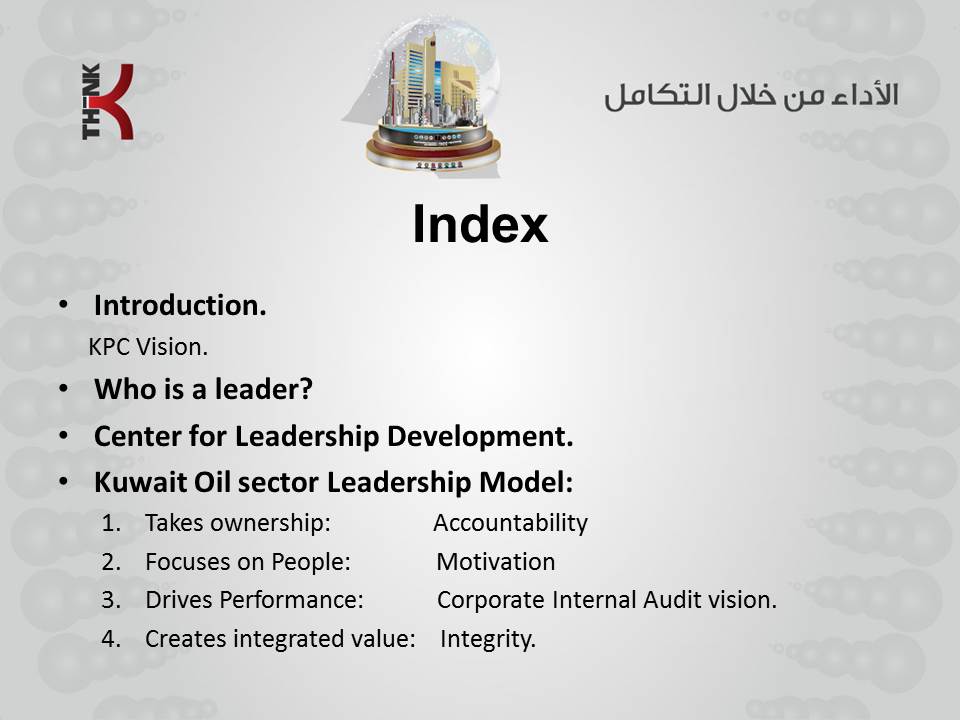 THINK
الأداء من خلال التكامل
Index
• Introduction.
KPC Vision.
• Who is a leader?
• Center for Leadership Development.
• Kuwait Oil sector Leadership Model:
1. Takes ownership: Accountability
2. Focuses on People: Motivation
3. Drives Performance: Corporate Internal Audit vision.
4. Creates integrated value: Integrity.